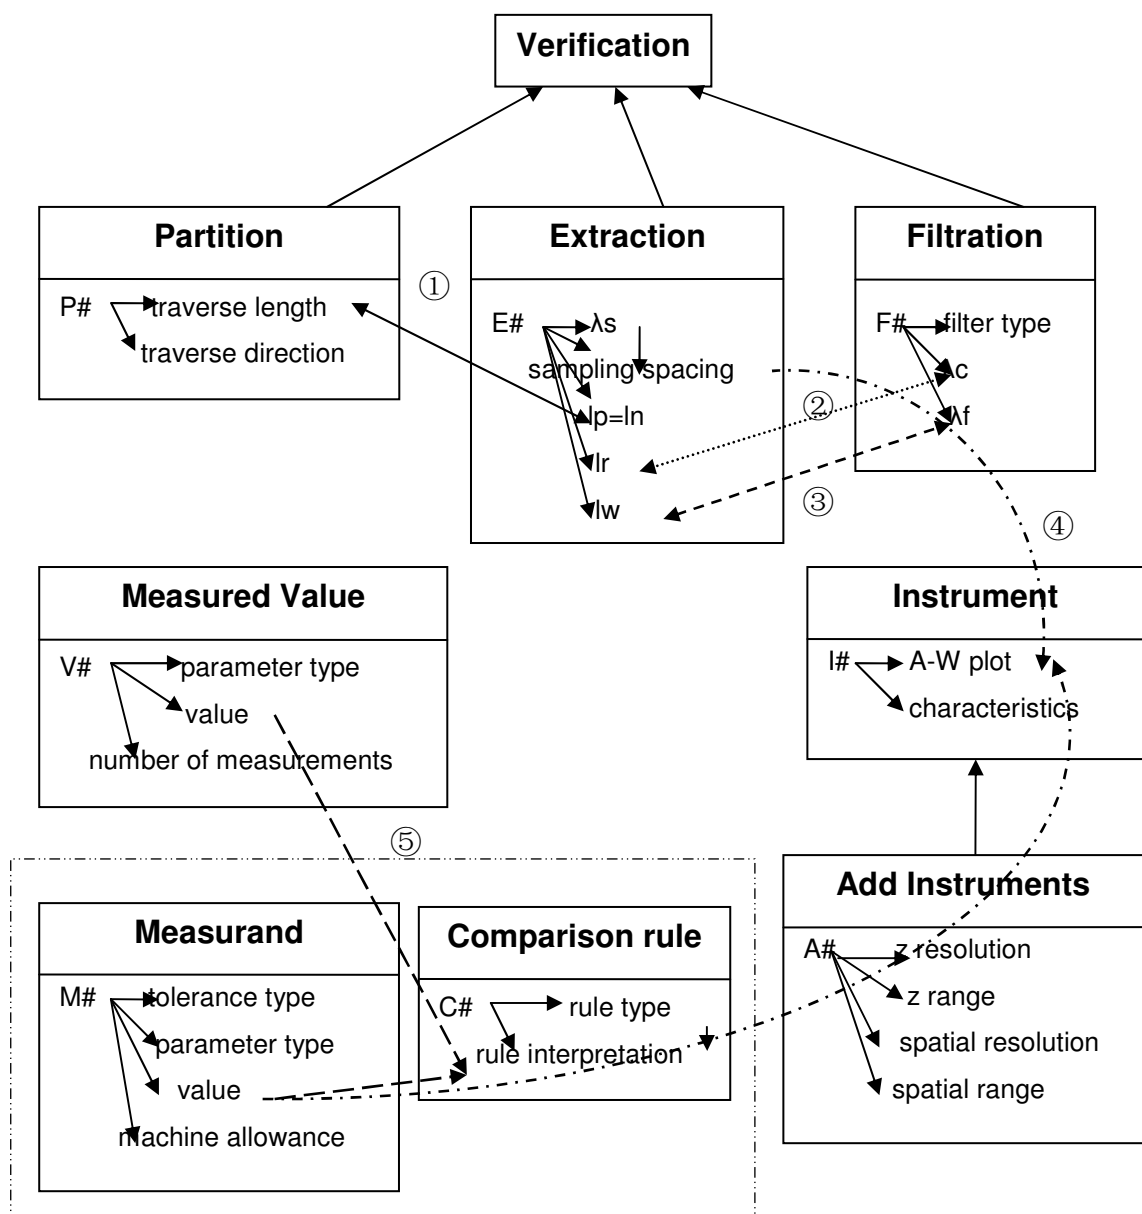 Verification
Partition
P#
traverse length
traverse direction
①
Extraction
E#
λs
sampling spacing
lp=ln
lr
lw
②
③
Filtration
F#
filter type
λc
λf
④
Measured Value
V#
parameter type
value
number of measurements
Instrument
I#
A-W plot
characteristics
⑤
Measurand
M#
tolerance type
parameter type
value
machine allowance
Comparison rule
C#
rule type
rule interpretation
Add Instruments
A#
z resolution
z range
spatial resolution
spatial range